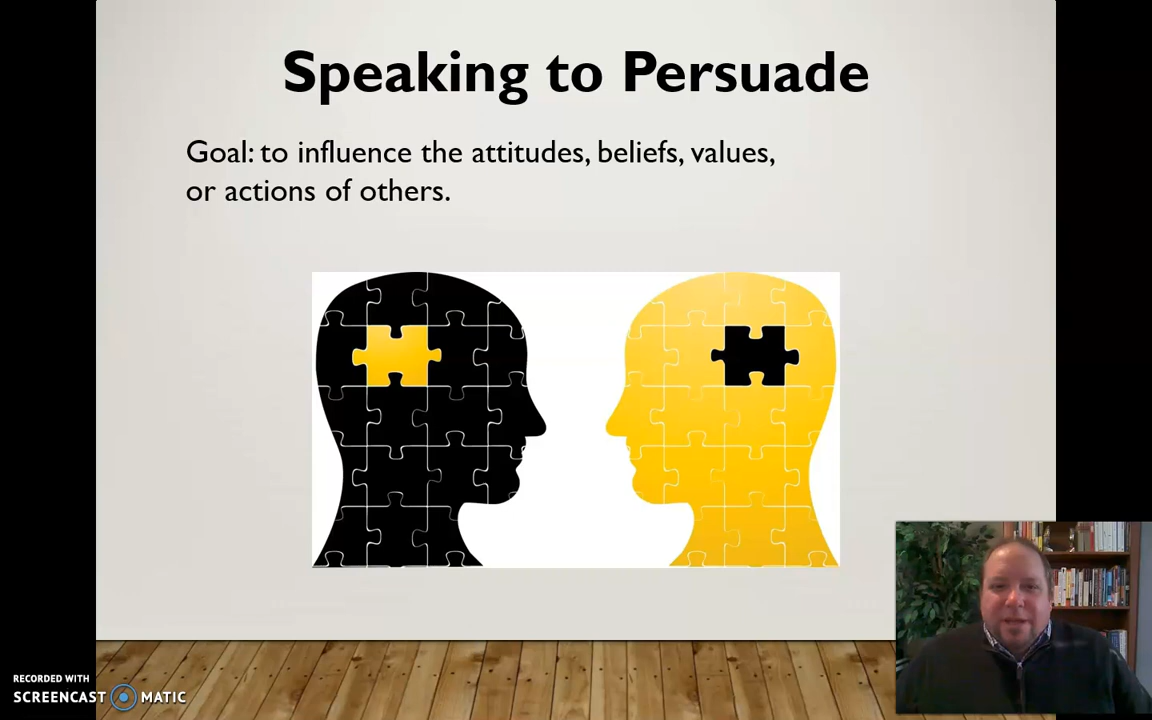 Speaking to Persuade
Goal: to influence the attitudes, beliefs, values,
or actions of others.
RECORDED WITH
SCREENCAST MATIC